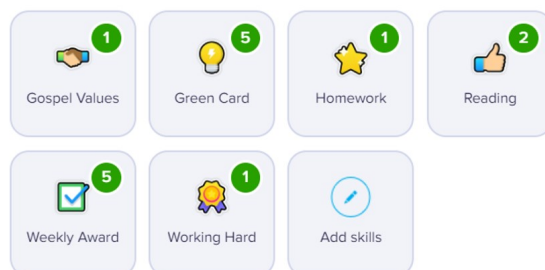 1
5
1
2
Gospel Values
Green Card
Homework
Reading
5
1
Weekly Award
Working Hard
Add skills